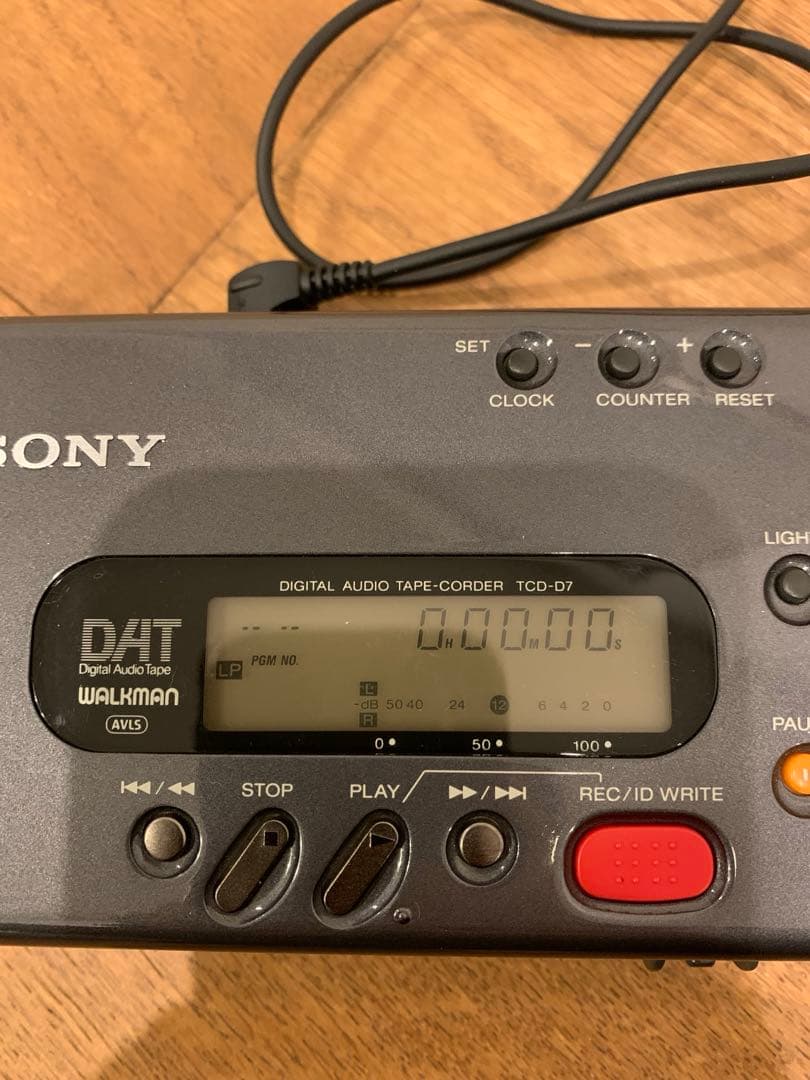 SET - + 
CLOCK COUNTER RESET
SONY
LIGH
DIGITAL AUDIO TAPE-CORDER TCD-D7
DAT
Digital Audio Tape
WALKMAN
AVLS
-- -- 0H00M00S
LP PGM NO.
L
-dB 50 40 24 12 6 4 2 0
R
0 50 100
PAU
⏮/◀◀ STOP PLAY/ ▶▶/⏭ REC/ID WRITE